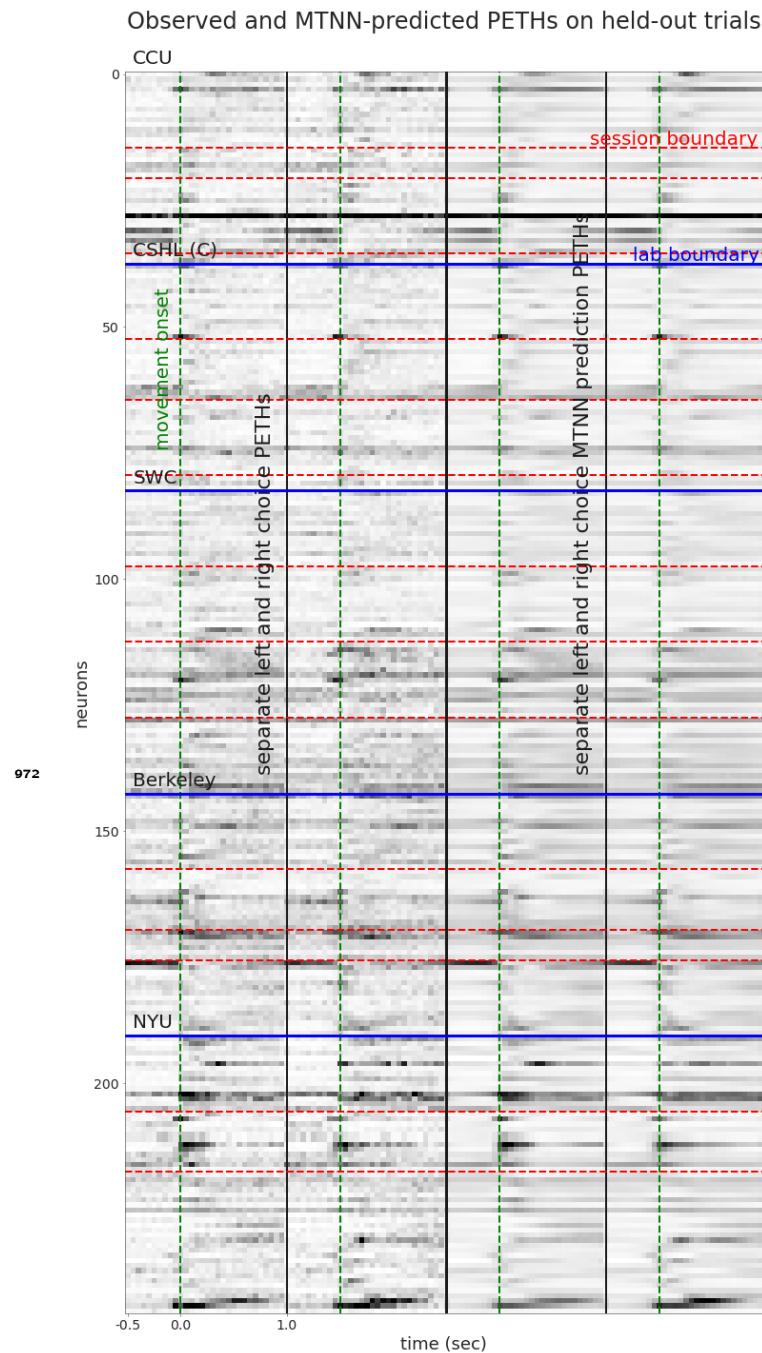 Observed and MTNN-predicted PETHs on held-out trials
CCU
0
session boundary
CSHL (C)
lab boundary
50
movement onset
separate left and right choice PETHs
separate left and right choice MTNN prediction PETHs
SWC
100
neurons
972
Berkeley
150
NYU
200
-0.5 0.0 1.0
time (sec)